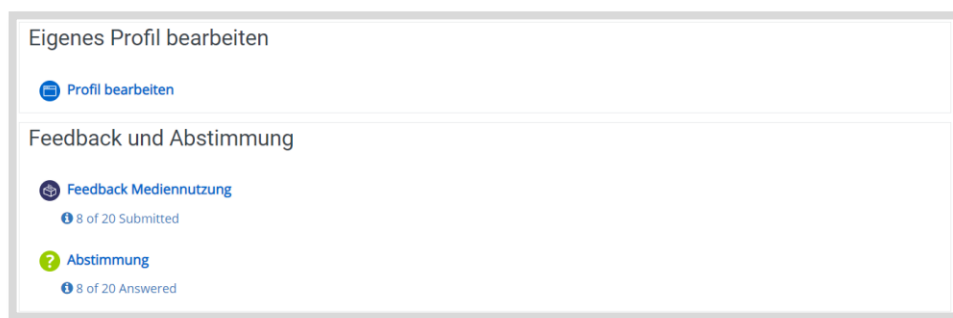 Eigenes Profil bearbeiten
Profil bearbeiten
Feedback und Abstimmung
Feedback Mediennutzung
8 of 20 Submitted
Abstimmung
8 of 20 Answered